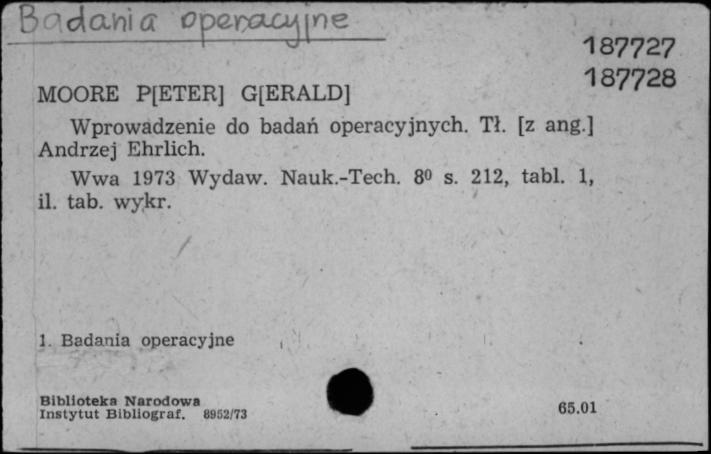 Badania operacyjne
187727
187728
MOORE P[ETER] G[ERALD]
Wprowadzenie do badań operacyjnych. Tł. [z ang.]
Andrzej Ehrlich.
Wwa 1973 Wydaw. Nauk.-Tech. 8⁰ s. 212, tabl. 1,
il. tab. wykr.
1. Badania operacyjne
Biblioteka Narodowa
Instytut Bibliograf. 8952/73
65.01